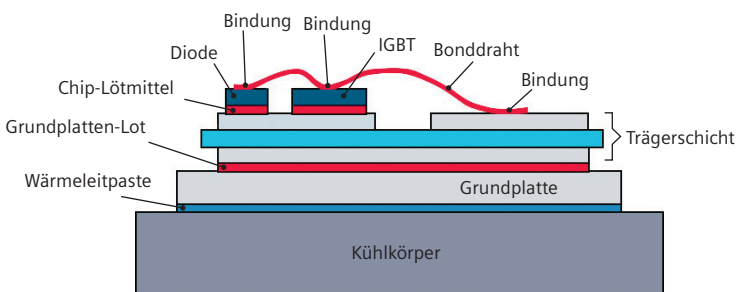 Bindung
Bindung
IGBT
Bonddraht
Diode
Bindung
Chip-Lötmittel
Grundplatten-Lot
Trägerschicht
Wärmeleitpaste
Grundplatte
Kühlkörper